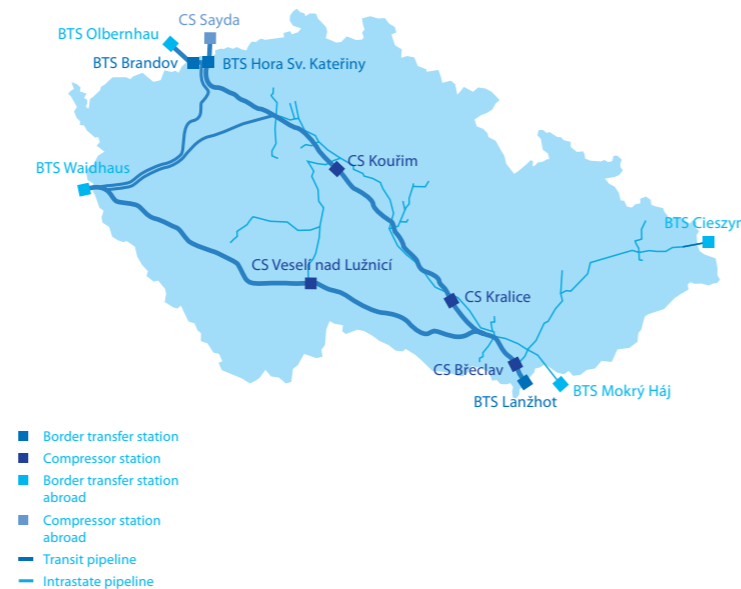 CS Sayda
BTS Olbernhau
BTS Brandov
BTS Hora Sv. Kateřiny
CS Kouřim
BTS Waidhaus
BTS Cieszyn
CS Veselí nad Lužnicí
CS Kralice
CS Břeclav
BTS Mokrý Háj
BTS Lanžhot
Border transfer station
Compressor station
Border transfer station
abroad
Compressor station
abroad
Transit pipeline
Intrastate pipeline